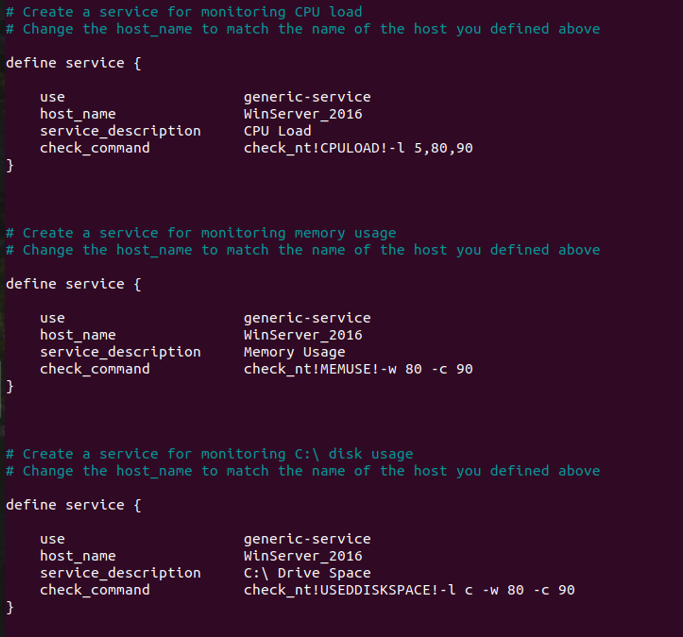 # Create a service for monitoring CPU load
# Change the host_name to match the name of the host you defined above
define service {
use generic-service
host_name WinServer_2016
service_description CPU Load
check_command check_nt!CPULOAD!-l 5,80,90
}
# Create a service for monitoring memory usage
# Change the host_name to match the name of the host you defined above
define service {
use generic-service
host_name WinServer_2016
service_description Memory Usage
check_command check_nt!MEMUSE!-w 80 -c 90
}
# Create a service for monitoring C:\ disk usage
# Change the host_name to match the name of the host you defined above
define service {
use generic-service
host_name WinServer_2016
service_description C:\ Drive Space
check_command check_nt!USEDDISKSPACE!-l c -w 80 -c 90
}